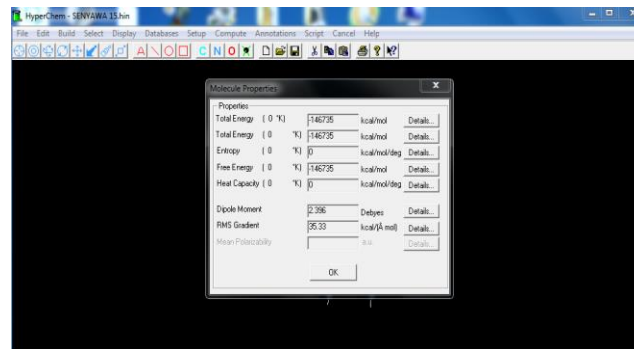 HyperChem - SENYAWA 15.hin
File Edit Build Select Display Databases Setup Compute Annotations Script Cancel Help
A C N O
Molecule Properties
Properties
Total Energy ( 0 °K) -146735 kcal/mol Details...
Total Energy ( 0 °K) -146735 kcal/mol Details...
Entropy ( 0 °K) 0 kcal/mol/deg Details...
Free Energy ( 0 °K) -146735 kcal/mol Details...
Heat Capacity ( 0 °K) 0 kcal/mol/deg Details...
Dipole Moment 2.396 Debyes Details...
RMS Gradient 35.33 kcal/(Å mol) Details...
Mean Polarizability a.u. Details...
OK